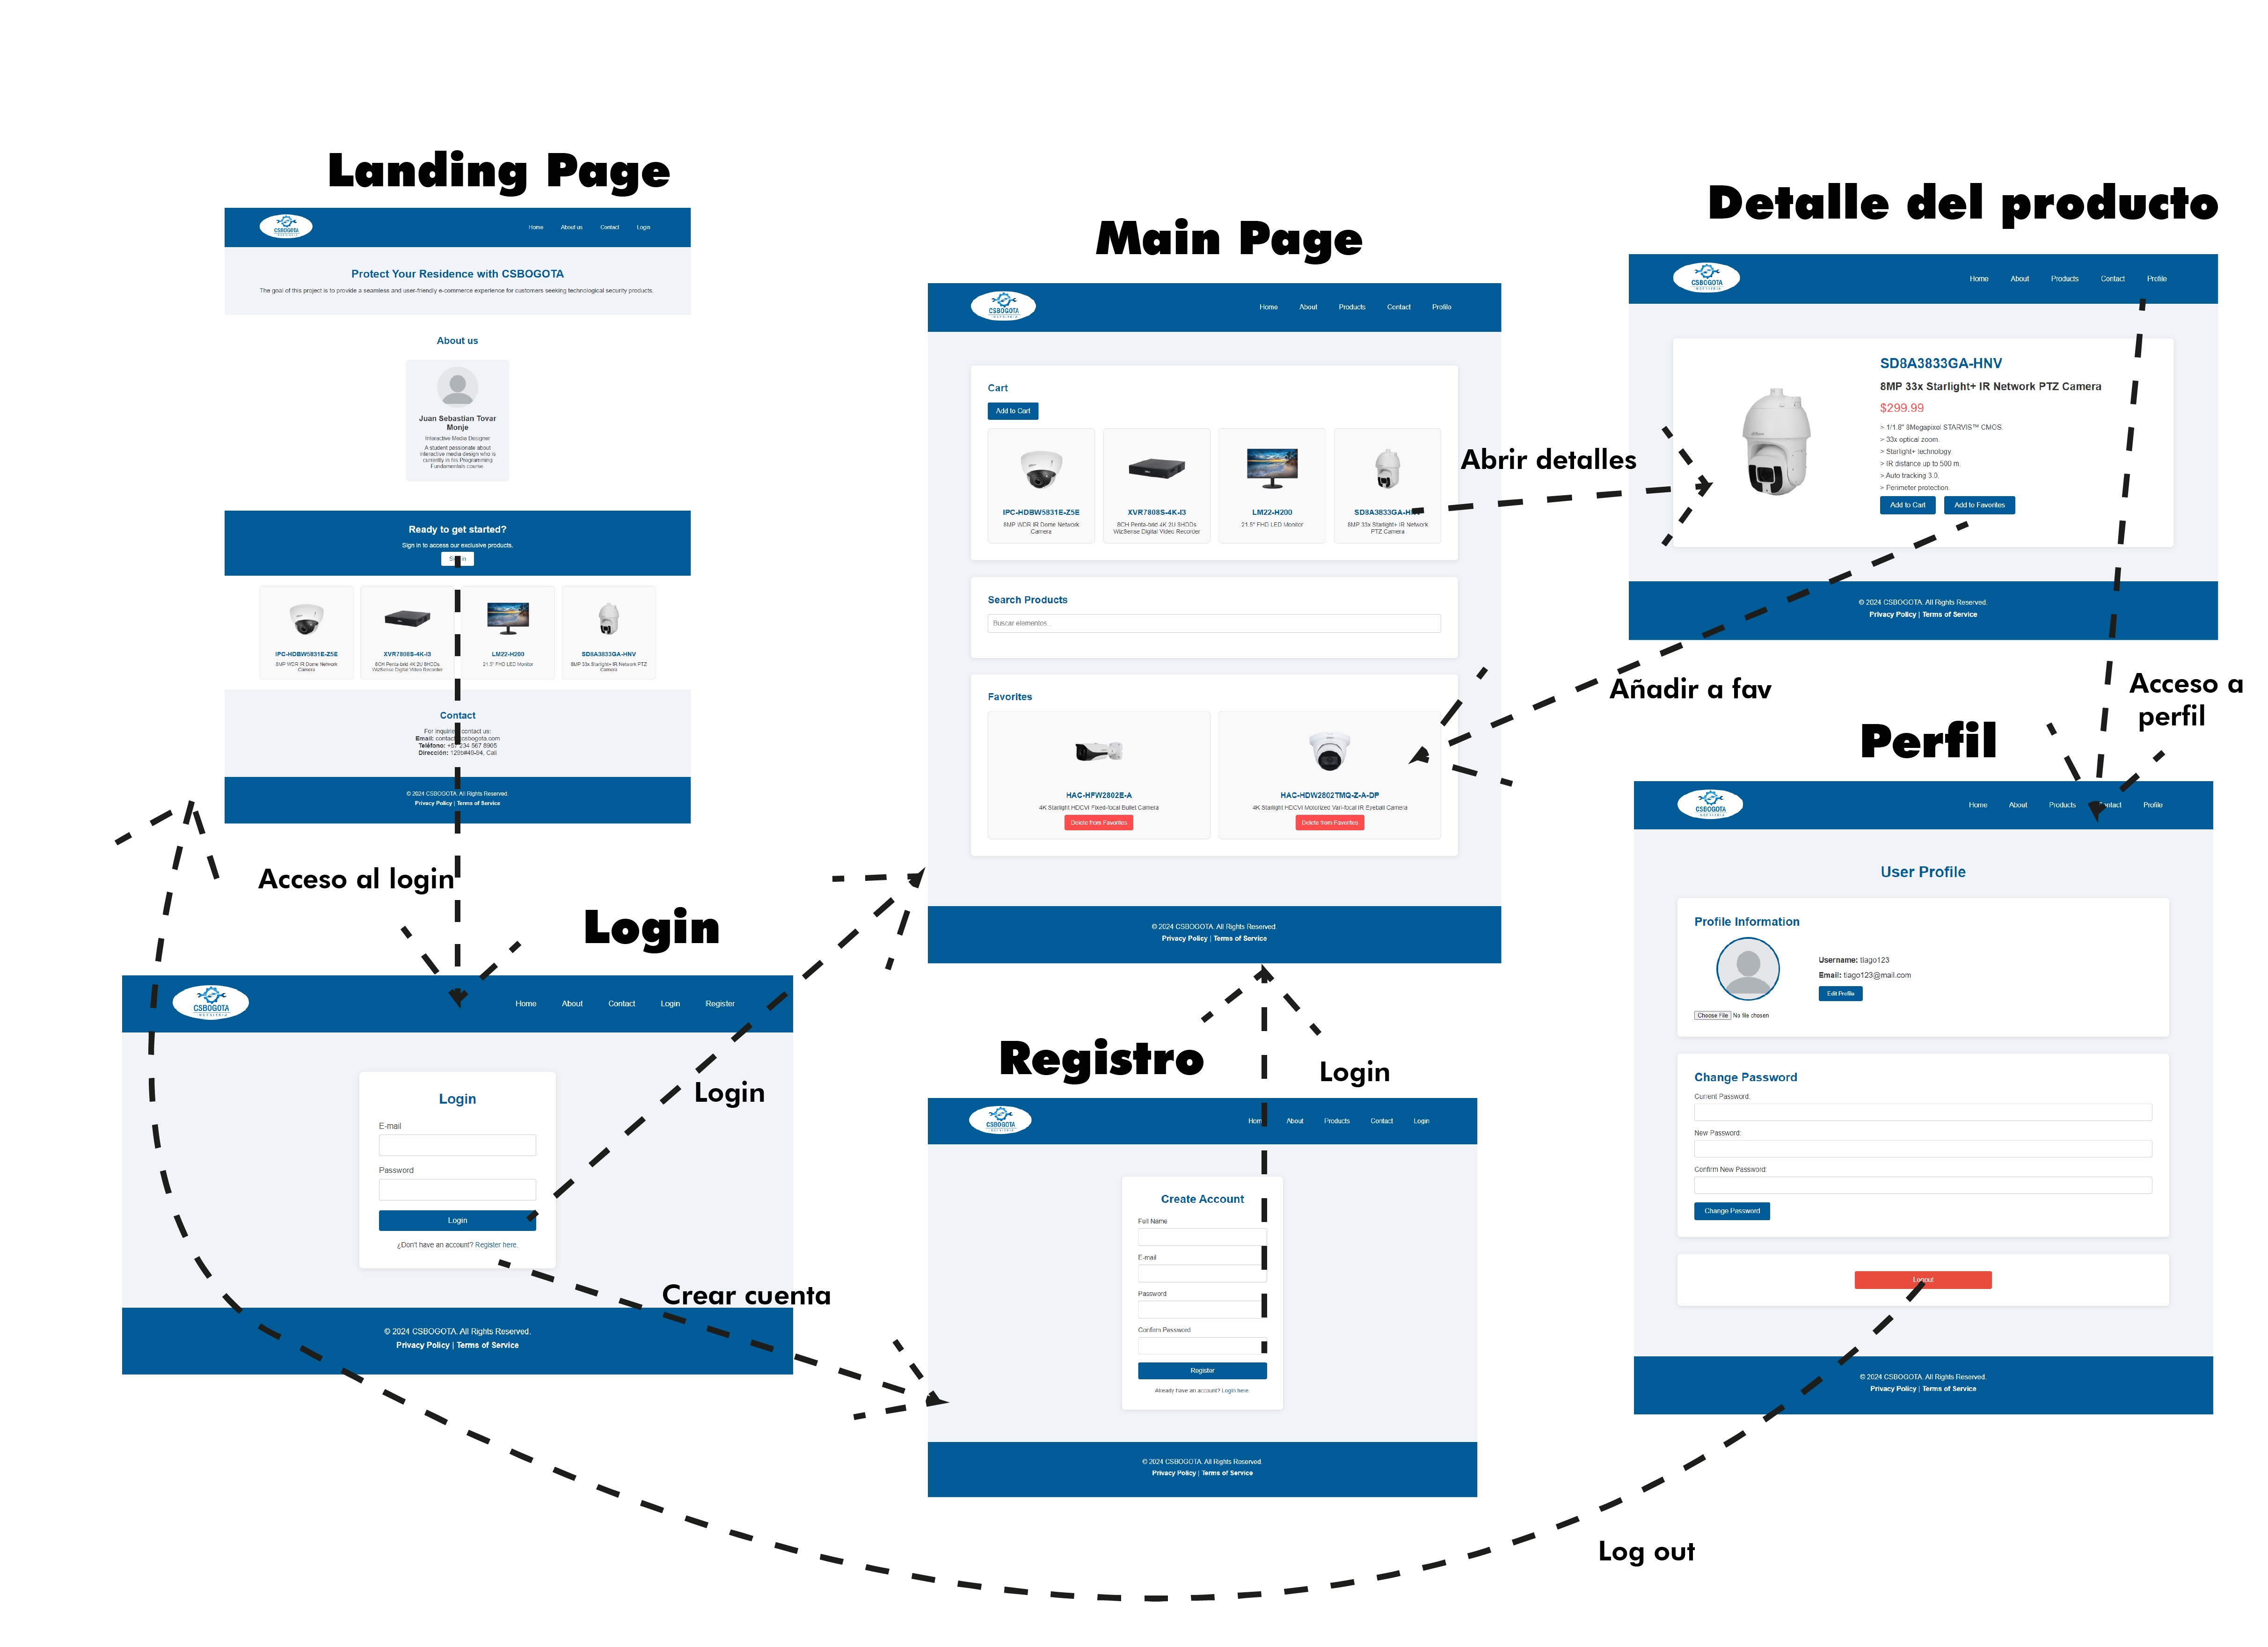 Landing Page
CSBOGOTA
INGENIERIA
Home About us Contact Login
Protect Your Residence with CSBOGOTA
The goal of this project is to provide a seamless and user-friendly e-commerce experience for customers seeking technological security products.
About us
Juan Sebastian Tovar
Monje
Interactive Media Designer
A student passionate about
interactive media design who is
currently in his Programming
Fundamentals course.
Ready to get started?
Sign in to access our exclusive products.
IPC-HDBW5831E-Z5E
8MP WDR IR Dome Network
Camera
XVR7808S-4K-I3
8CH Penta-brid 4K 2U 8HDDs
WizSense Digital Video Recorder
LM22-H200
21.5" FHD LED Monitor
SD8A3833GA-HNV
8MP 33x Starlight+ IR Network PTZ
Camera
Contact
For inquiries contact us:
Email: contact@csbogota.com
Teléfono: +57 234 567 8905
Dirección: 129b#49-94, Cali
© 2024 CSBOGOTA. All Rights Reserved.
Privacy Policy | Terms of Service
Acceso al login
Login
CSBOGOTA
INGENIERIA
Home About Contact Login Register
Login
E-mail
Password
Login
¿Don't have an account? Register here.
© 2024 CSBOGOTA. All Rights Reserved.
Privacy Policy | Terms of Service
Login
Crear cuenta
Main Page
CSBOGOTA
INGENIERIA
Home About Products Contact Profile
Cart
Add to Cart
IPC-HDBW5831E-Z5E
8MP WDR IR Dome Network
Camera
XVR7808S-4K-I3
8CH Penta-brid 4K 2U 8HDDs
WizSense Digital Video Recorder
LM22-H200
21.5" FHD LED Monitor
SD8A3833GA-HNV
8MP 33x Starlight+ IR Network
PTZ Camera
Search Products
Buscar elementos...
Favorites
HAC-HFW2802E-A
4K Starlight HDCVI Fixed-focal Bullet Camera
Delete from Favorites
HAC-HDW2802TMQ-Z-A-DP
4K Starlight HDCVI Motorized Vari-focal IR Eyeball Camera
Delete from Favorites
© 2024 CSBOGOTA. All Rights Reserved.
Privacy Policy | Terms of Service
Abrir detalles
Añadir a fav
Registro
Login
CSBOGOTA
INGENIERIA
Home About Products Contact Login
Create Account
Full Name
E-mail
Password
Confirm Password
Register
Already have an account? Login here.
© 2024 CSBOGOTA. All Rights Reserved.
Privacy Policy | Terms of Service
Detalle del producto
CSBOGOTA
INGENIERIA
Home About Products Contact Profile
SD8A3833GA-HNV
8MP 33x Starlight+ IR Network PTZ Camera
$299.99
> 1/1.8" 8Megapixel STARVIS™ CMOS.
> 33x optical zoom.
> Starlight+ technology
> IR distance up to 500 m.
> Auto tracking 3.0.
> Perimeter protection.
Add to Cart Add to Favorites
© 2024 CSBOGOTA. All Rights Reserved.
Privacy Policy | Terms of Service
Acceso a
perfil
Perfil
CSBOGOTA
INGENIERIA
Home About Products Contact Profile
User Profile
Profile Information
Username: tiago123
Email: tiago123@mail.com
Edit Profile
Choose File No file chosen
Change Password
Current Password:
New Password:
Confirm New Password:
Change Password
Logout
© 2024 CSBOGOTA. All Rights Reserved.
Privacy Policy | Terms of Service
Log out